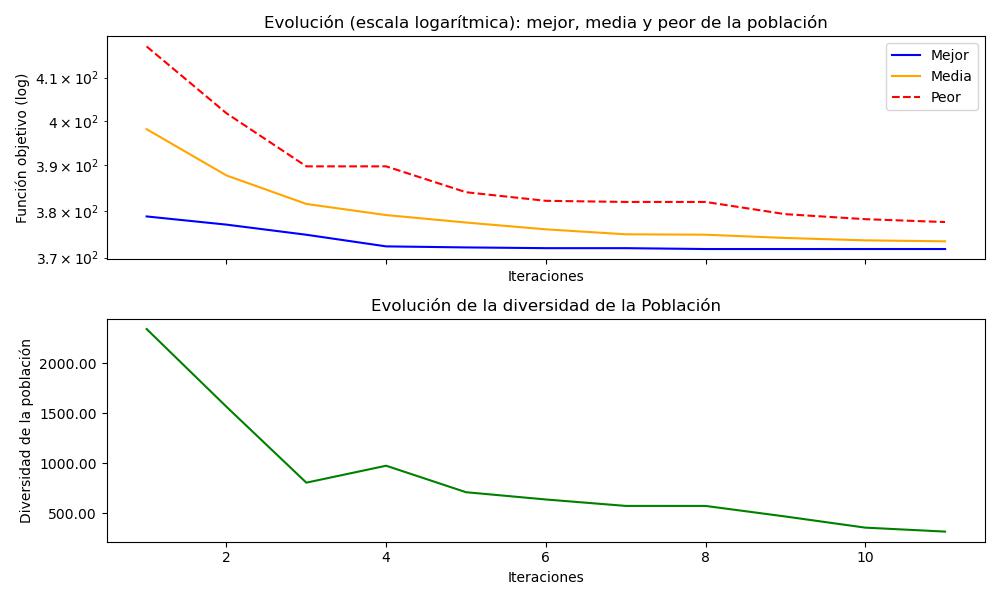 Evolución (escala logarítmica): mejor, media y peor de la población
Función objetivo (log)
4.1 × 10²
4 × 10²
3.9 × 10²
3.8 × 10²
3.7 × 10²
Mejor
Media
Peor
Iteraciones
Evolución de la diversidad de la Población
Diversidad de la población
2000.00
1500.00
1000.00
500.00
2 4 6 8 10
Iteraciones